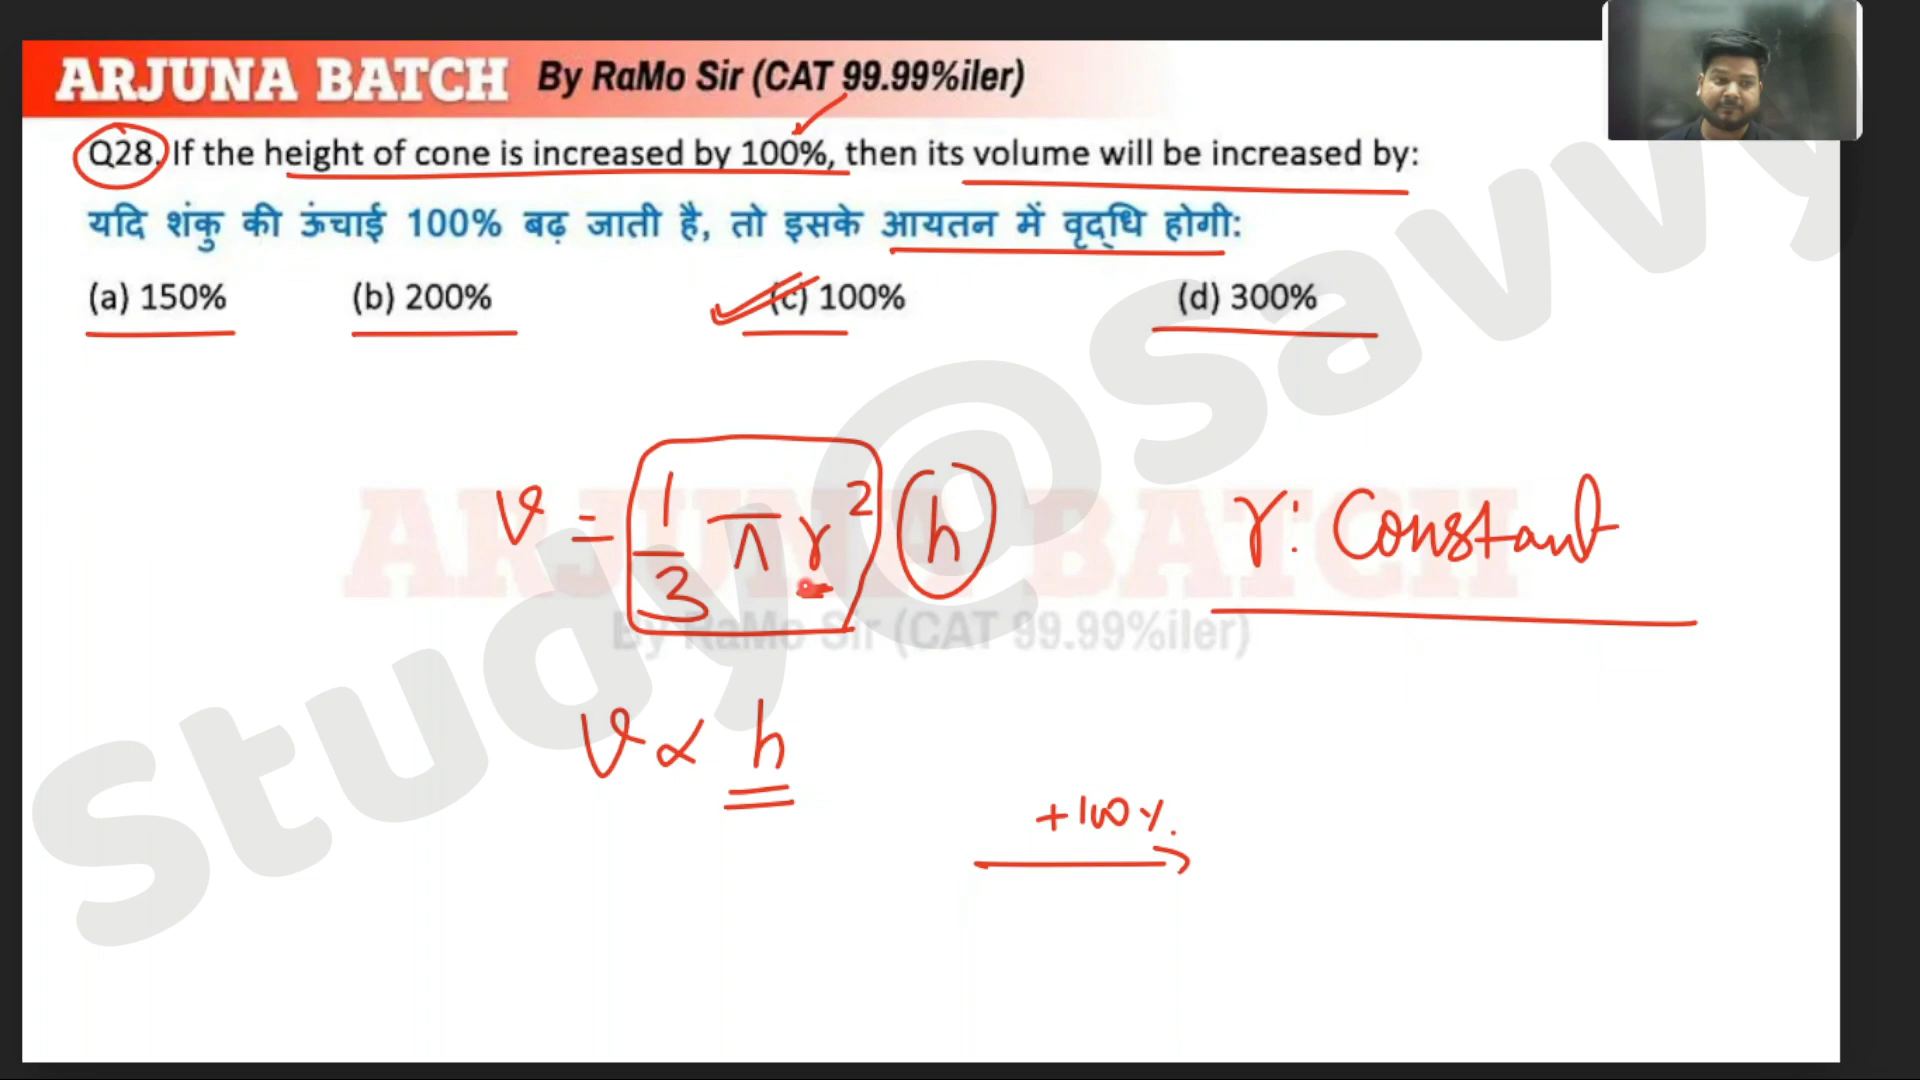 ARJUNA BATCH By RaMo Sir (CAT 99.99%iler)
Q28. If the height of cone is increased by 100%, then its volume will be increased by:
यदि शंकु की ऊंचाई 100% बढ़ जाती है, तो इसके आयतन में वृद्धि होगी:
(a) 150% (b) 200% (c) 100% (d) 300%
v = 1/3 π r² h r: Constant
ARJUNA BATCH
By RaMo Sir (CAT 99.99%iler)
v ∝ h
+100%
Study@Savvy